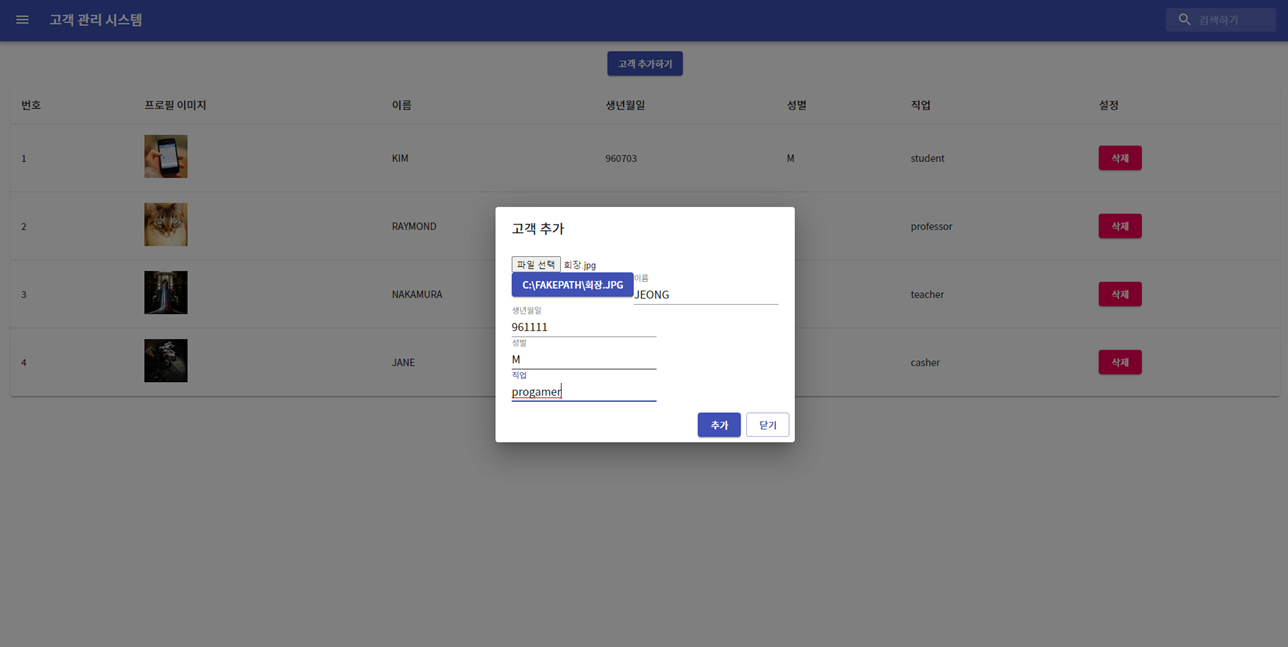 고객 관리 시스템
검색하기
고객 추가하기
번호 프로필 이미지 이름 생년월일 성별 직업 설정
1 KIM 960703 M student 삭제
2 RAYMOND professor 삭제
3 NAKAMURA teacher 삭제
4 JANE casher 삭제
고객 추가
파일 선택 회장.jpg
C:\FAKEPATH\회장.JPG
이름
JEONG
생년월일
961111
성별
M
직업
progamer
추가 닫기